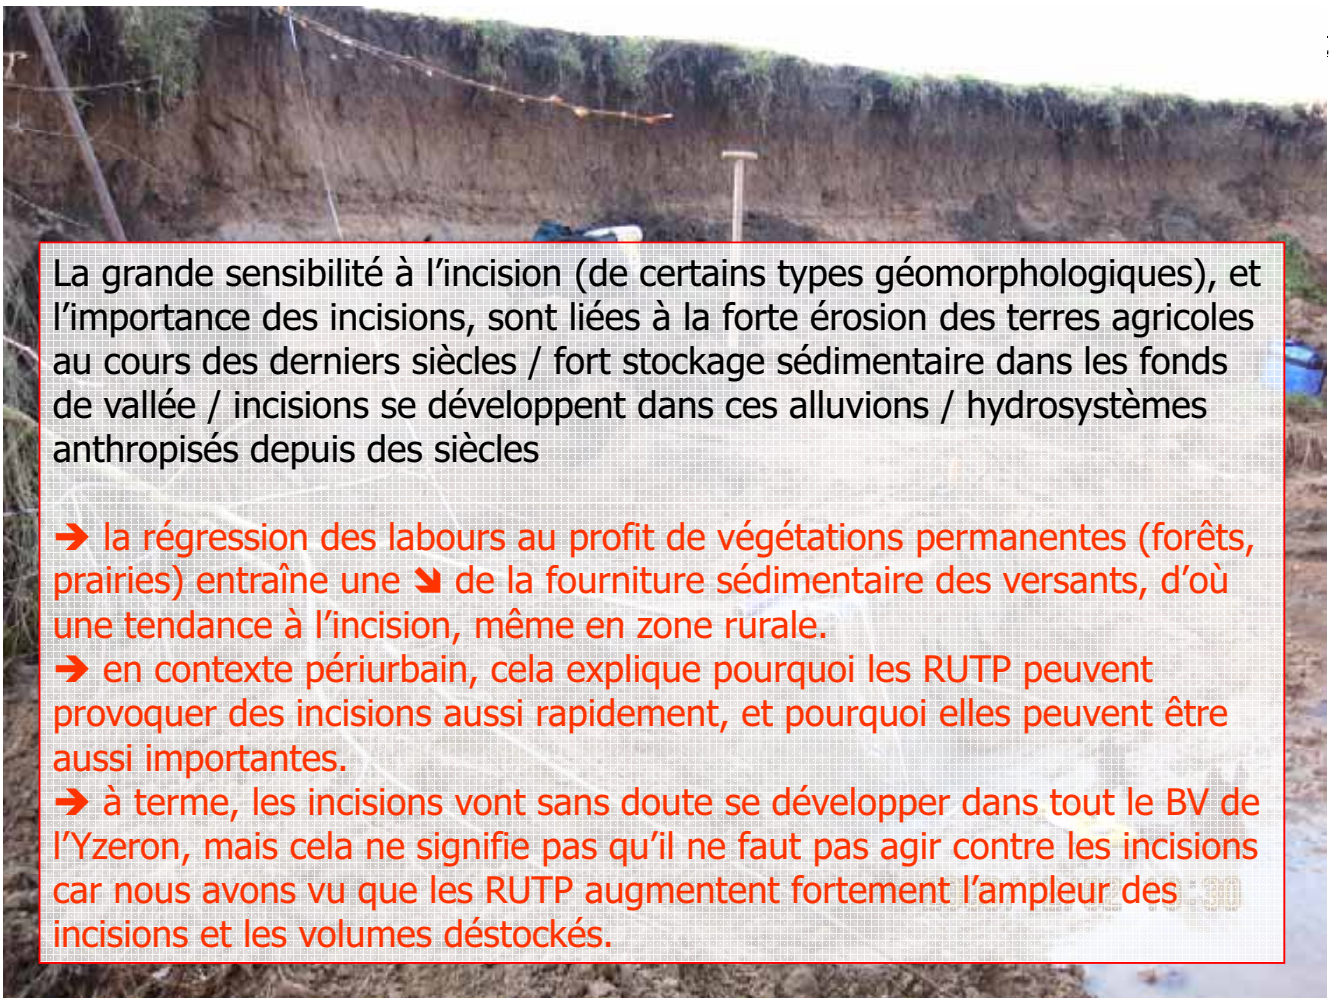 La grande sensibilité à l’incision (de certains types géomorphologiques), et
l’importance des incisions, sont liées à la forte érosion des terres agricoles
au cours des derniers siècles / fort stockage sédimentaire dans les fonds
de vallée / incisions se développent dans ces alluvions / hydrosystèmes
anthropisés depuis des siècles
➔ la régression des labours au profit de végétations permanentes (forêts,
prairies) entraîne une ➘ de la fourniture sédimentaire des versants, d’où
une tendance à l’incision, même en zone rurale.
➔ en contexte périurbain, cela explique pourquoi les RUTP peuvent
provoquer des incisions aussi rapidement, et pourquoi elles peuvent être
aussi importantes.
➔ à terme, les incisions vont sans doute se développer dans tout le BV de
l’Yzeron, mais cela ne signifie pas qu’il ne faut pas agir contre les incisions
car nous avons vu que les RUTP augmentent fortement l’ampleur des
incisions et les volumes déstockés.